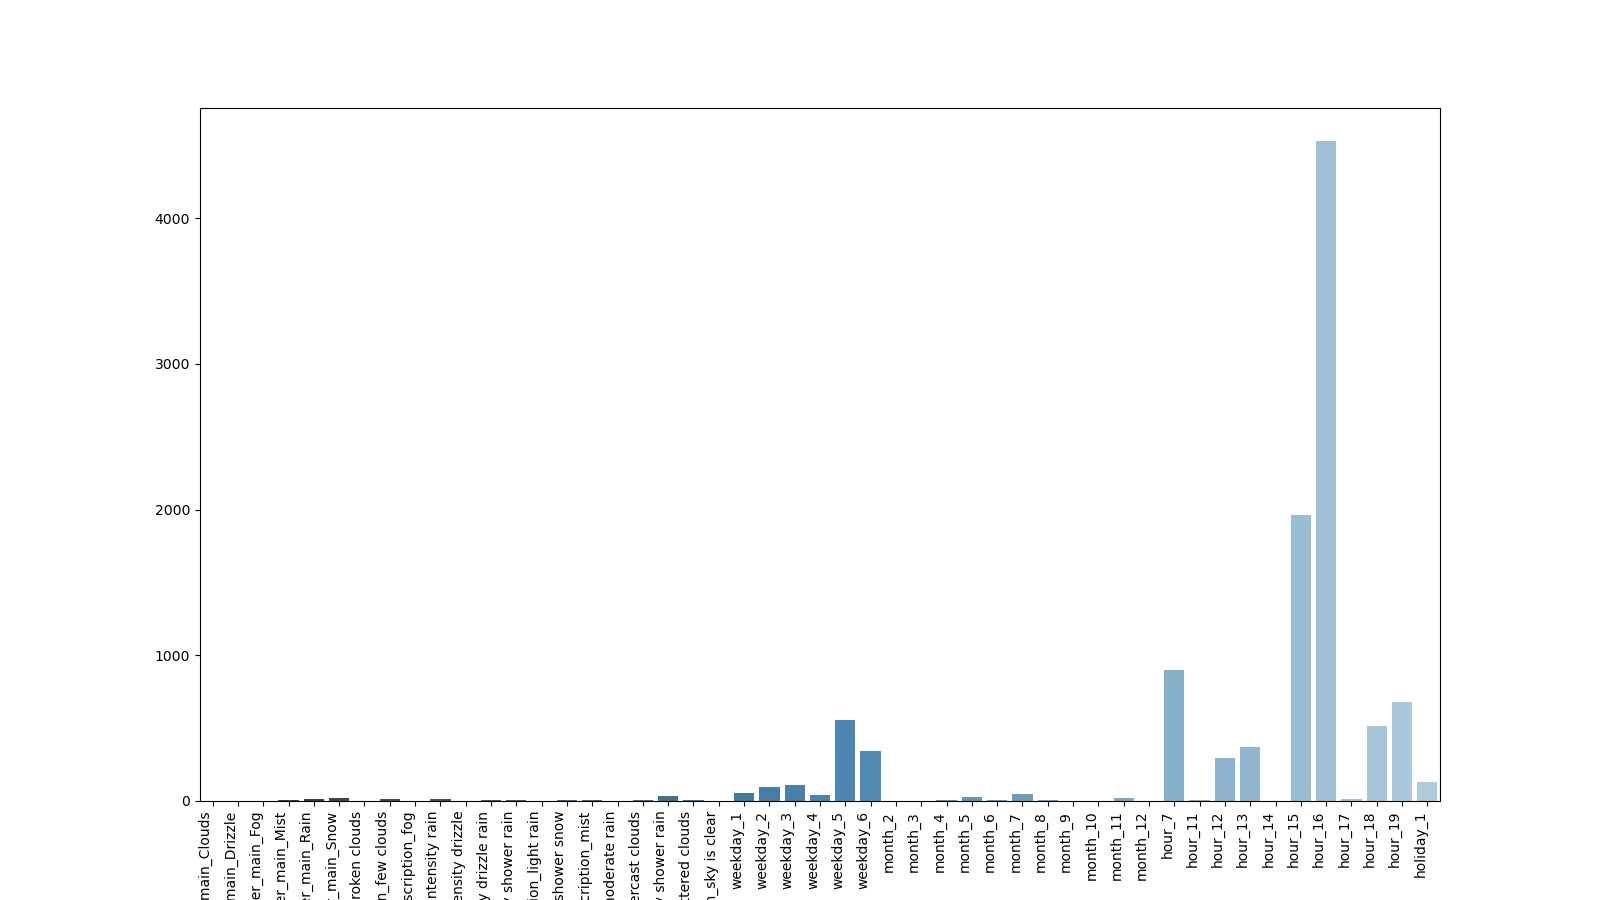 4000
3000
2000
1000
0
main_Clouds
main_Drizzle
er_main_Fog
er_main_Mist
er_main_Rain
r_main_Snow
roken clouds
n_few clouds
scription_fog
ntensity rain
ensity drizzle
y drizzle rain
y shower rain
ion_light rain
shower snow
cription_mist
noderate rain
ercast clouds
y shower rain
ttered clouds
n_sky is clear
weekday_1
weekday_2
weekday_3
weekday_4
weekday_5
weekday_6
month_2
month_3
month_4
month_5
month_6
month_7
month_8
month_9
month_10
month_11
month_12
hour_7
hour_11
hour_12
hour_13
hour_14
hour_15
hour_16
hour_17
hour_18
hour_19
holiday_1